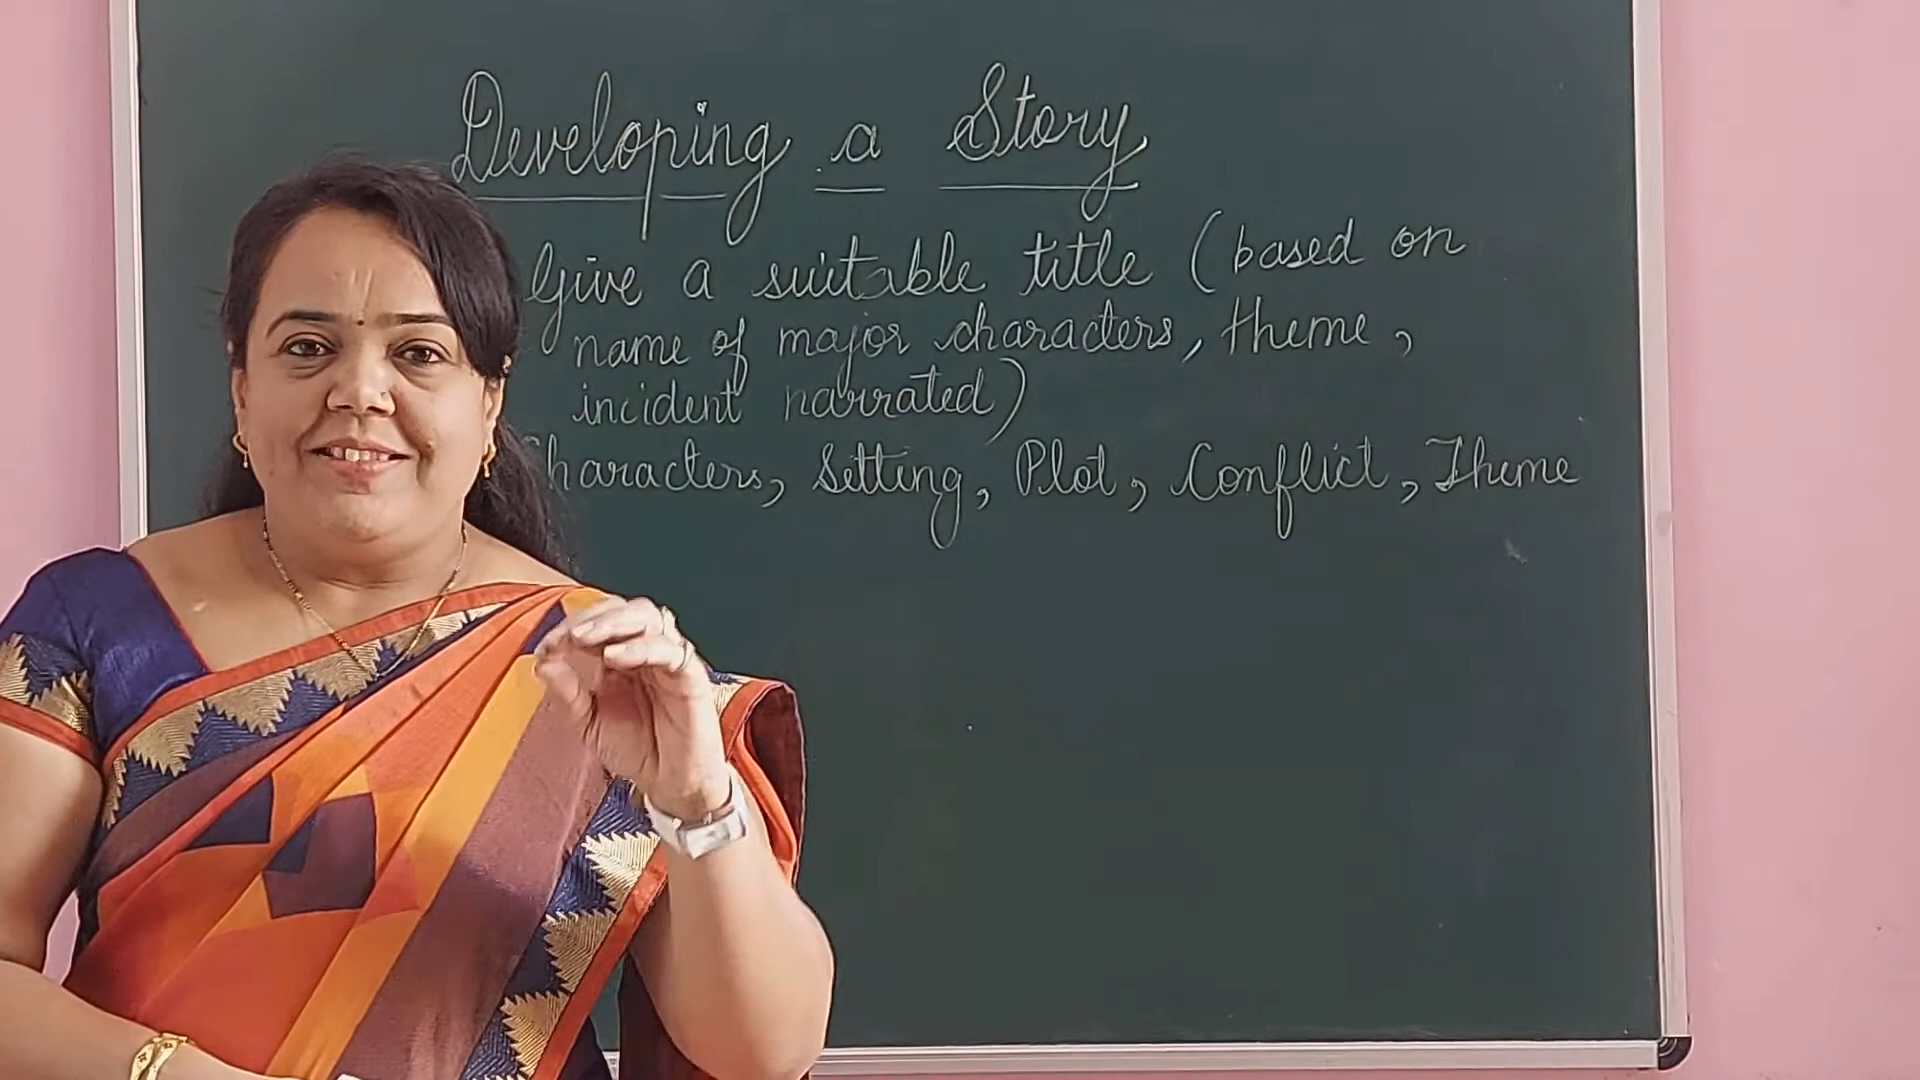 Developing a Story
Give a suitable title (based on
name of major characters, theme,
incident narrated)
Characters, Setting, Plot, Conflict, Theme